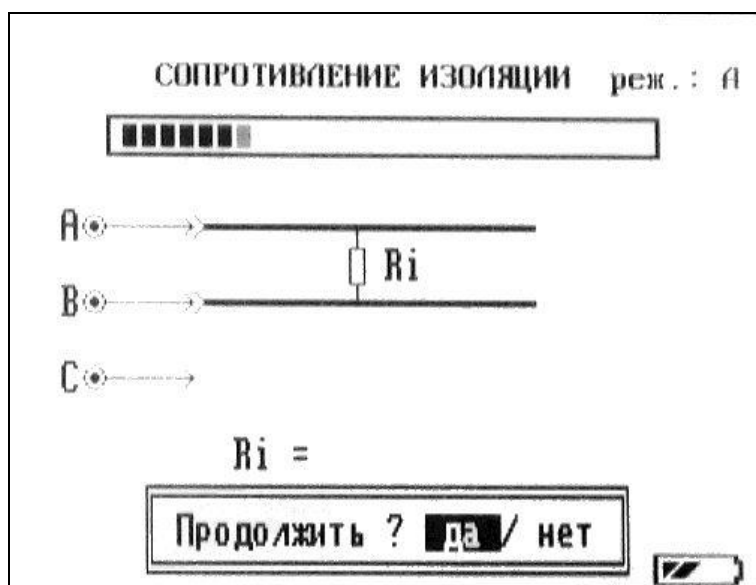 СОПРОТИВЛЕНИЕ ИЗОЛЯЦИИ реж.: А
A
Ri
B
C
Ri =
Продолжить ? да / нет